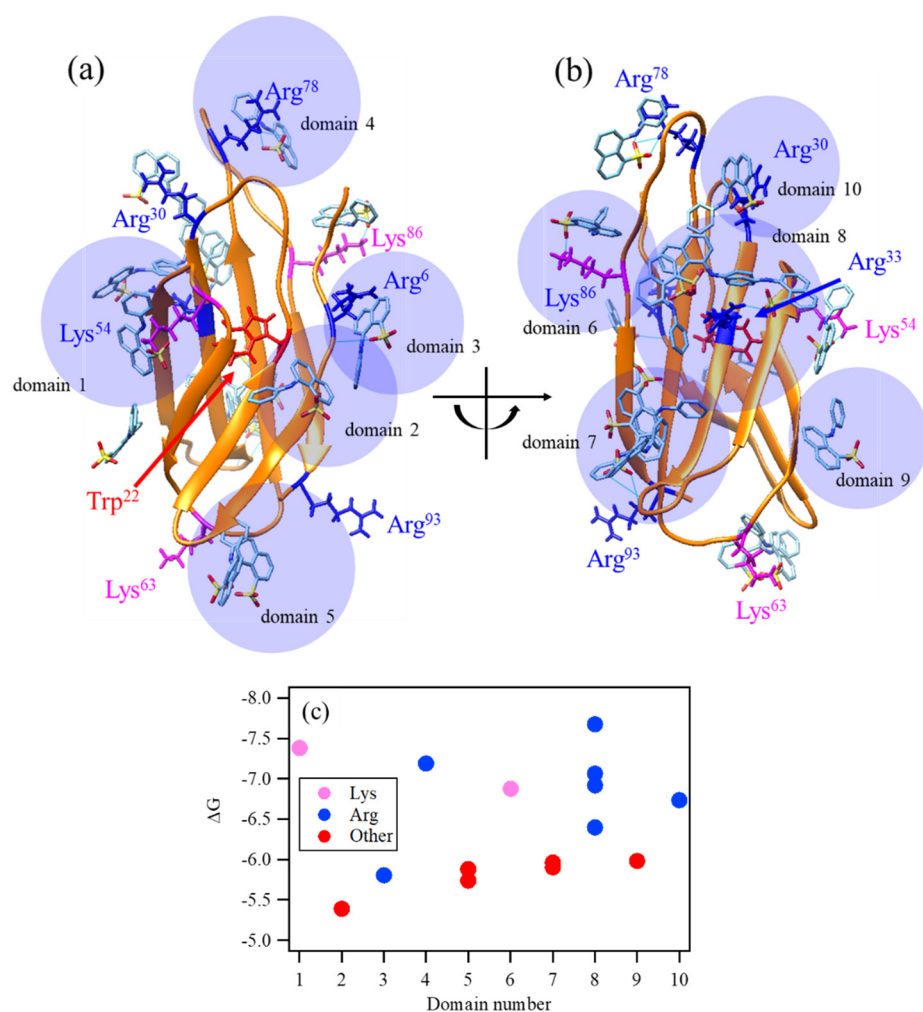 (a)
Arg78
domain 4
Arg30
Lys86
Arg6
Lys54
domain 3
domain 1
domain 2
Trp22
Arg93
Lys63
domain 5
(b)
Arg78
Arg30
domain 10
domain 8
Arg33
Lys86
Lys54
domain 6
domain 7
domain 9
Arg93
Lys63
(c)
-8.0
-7.5
-7.0
-6.5
-6.0
-5.5
-5.0
ΔG
Lys
Arg
Other
1 2 3 4 5 6 7 8 9 10
Domain number